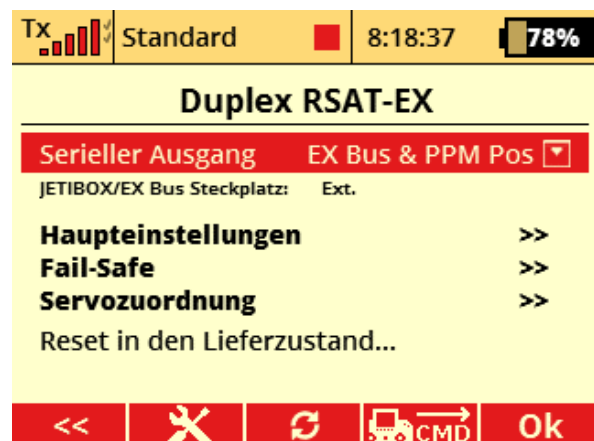 Tx Standard 8:18:37 78%
Duplex RSAT-EX
Serieller Ausgang EX Bus & PPM Pos
JETIBOX/EX Bus Steckplatz: Ext.
Haupteinstellungen >>
Fail-Safe >>
Servozuordnung >>
Reset in den Lieferzustand...
<< CMD Ok